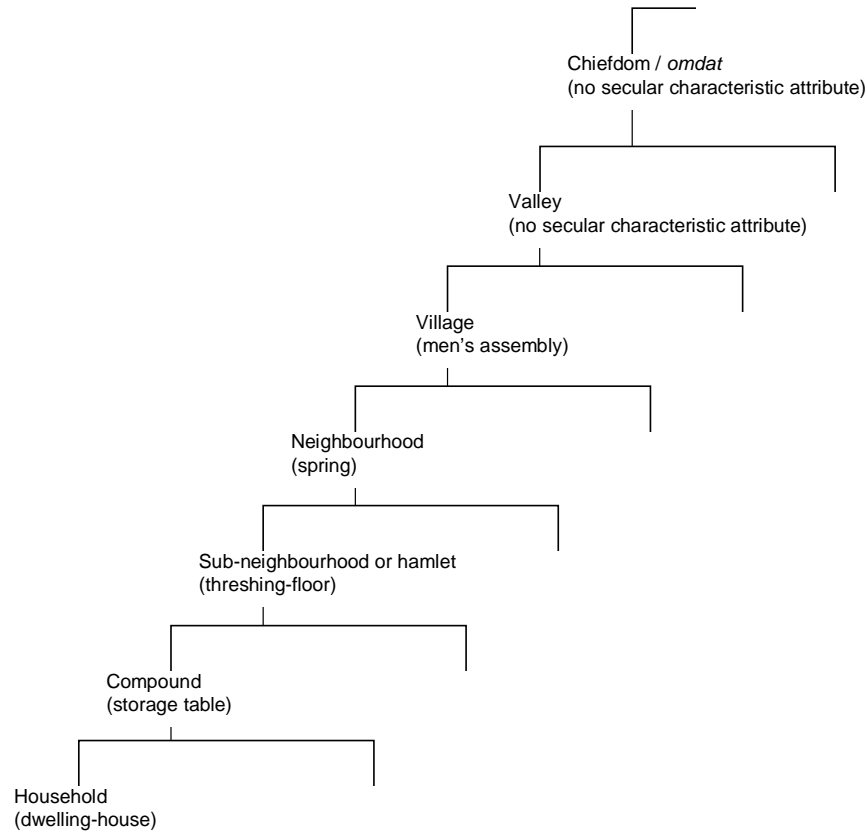 Chiefdom / omdat
(no secular characteristic attribute)
Valley
(no secular characteristic attribute)
Village
(men’s assembly)
Neighbourhood
(spring)
Sub-neighbourhood or hamlet
(threshing-floor)
Compound
(storage table)
Household
(dwelling-house)